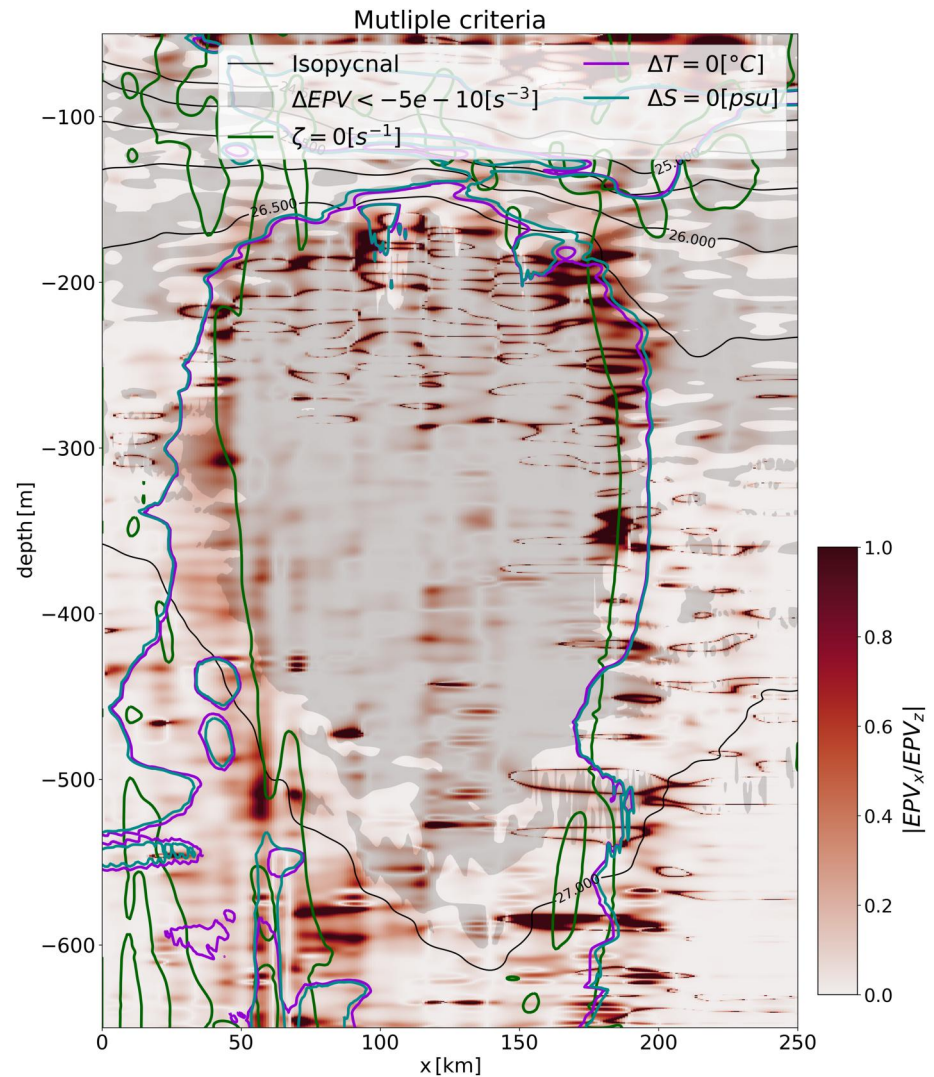 Mutliple criteria
Isopycnal
ΔEPV < −5e − 10[s⁻³]
ζ = 0[s⁻¹]
ΔT = 0[°C]
ΔS = 0[psu]
25.
26.500
26.000
27.000
−100
−200
−300
−400
−500
−600
depth [m]
0
50
100
150
200
250
x [km]
1.0
0.8
0.6
0.4
0.2
0.0
|EPVₓ/EPV_z|